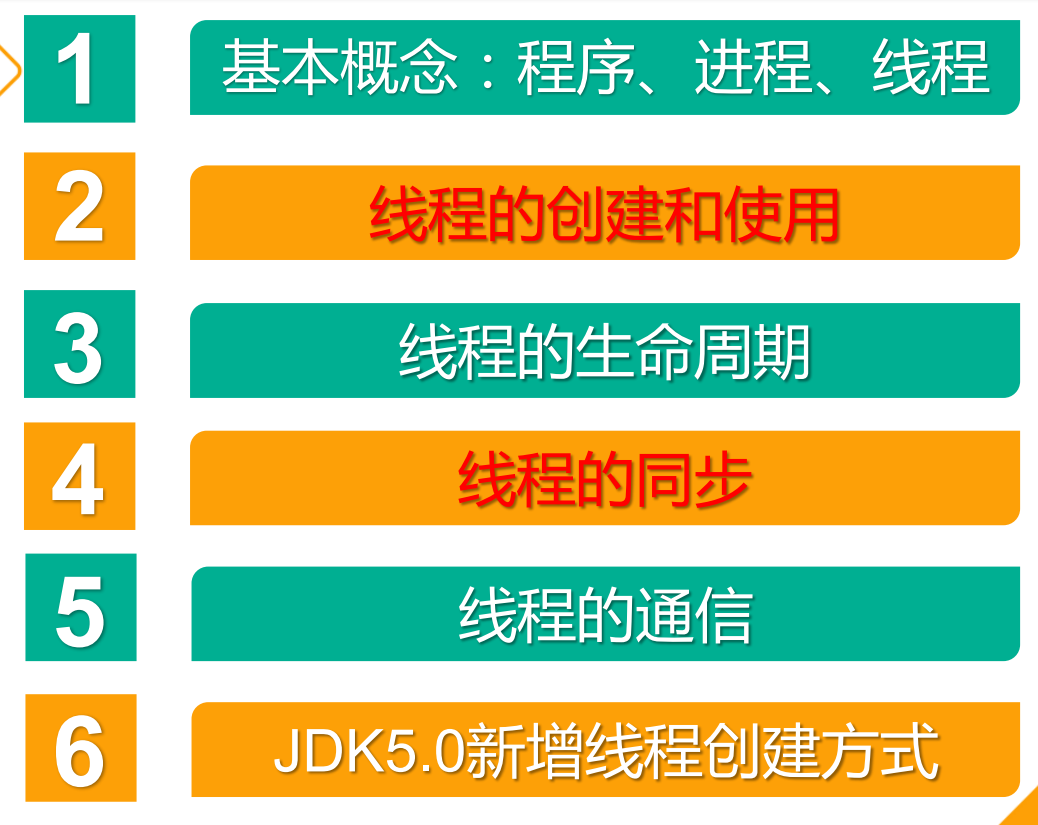 1 基本概念：程序、进程、线程
2 线程的创建和使用
3 线程的生命周期
4 线程的同步
5 线程的通信
6 JDK5.0新增线程创建方式